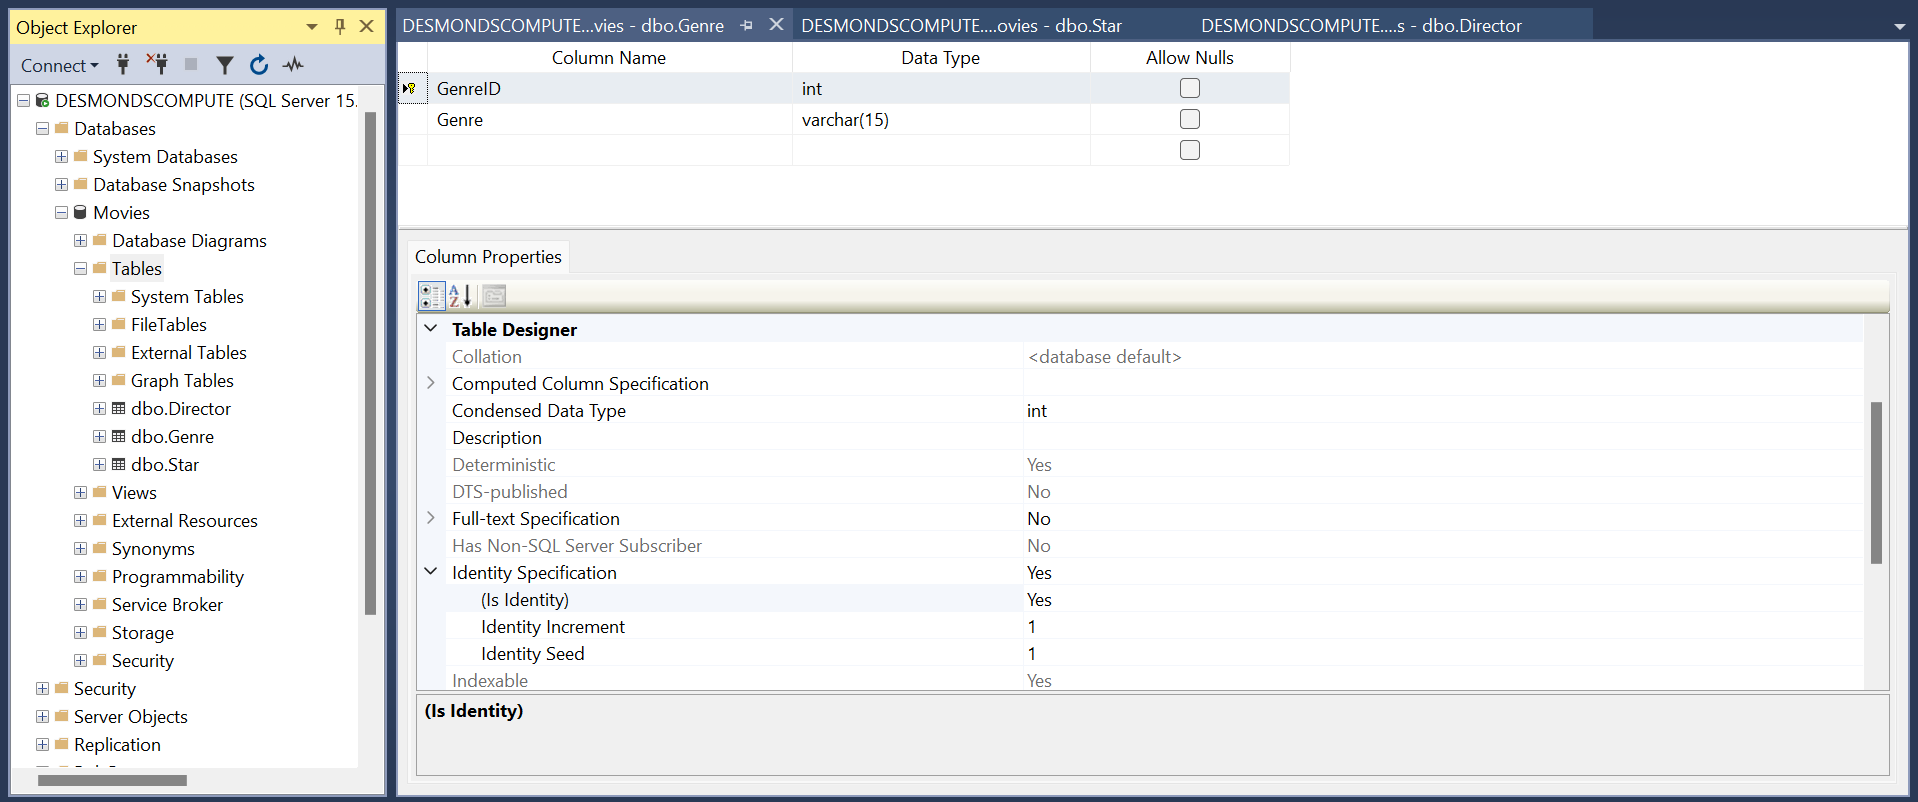 Object Explorer
Connect
DESMONDSCOMPUTE (SQL Server 15.
Databases
System Databases
Database Snapshots
Movies
Database Diagrams
Tables
System Tables
FileTables
External Tables
Graph Tables
dbo.Director
dbo.Genre
dbo.Star
Views
External Resources
Synonyms
Programmability
Service Broker
Storage
Security
Security
Server Objects
Replication
DESMONDSCOMPUTE...vies - dbo.Genre
DESMONDSCOMPUTE....ovies - dbo.Star
DESMONDSCOMPUTE....s - dbo.Director
Column Name Data Type Allow Nulls
GenreID int
Genre varchar(15)
Column Properties
Table Designer
Collation <database default>
Computed Column Specification
Condensed Data Type int
Description
Deterministic Yes
DTS-published No
Full-text Specification No
Has Non-SQL Server Subscriber No
Identity Specification Yes
(Is Identity) Yes
Identity Increment 1
Identity Seed 1
Indexable Yes
(Is Identity)